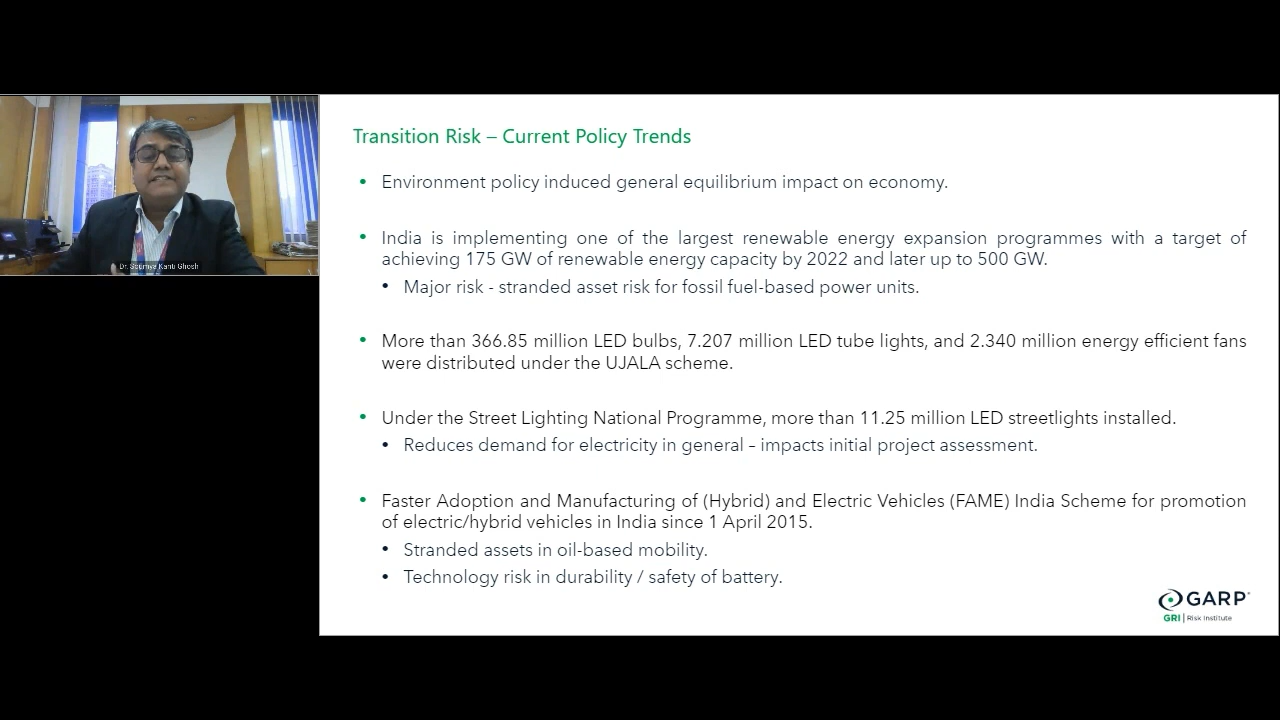 Dr. Soumya Kanti Ghosh
Transition Risk – Current Policy Trends
• Environment policy induced general equilibrium impact on economy.
• India is implementing one of the largest renewable energy expansion programmes with a target of
achieving 175 GW of renewable energy capacity by 2022 and later up to 500 GW.
• Major risk - stranded asset risk for fossil fuel-based power units.
• More than 366.85 million LED bulbs, 7.207 million LED tube lights, and 2.340 million energy efficient fans
were distributed under the UJALA scheme.
• Under the Street Lighting National Programme, more than 11.25 million LED streetlights installed.
• Reduces demand for electricity in general – impacts initial project assessment.
• Faster Adoption and Manufacturing of (Hybrid) and Electric Vehicles (FAME) India Scheme for promotion
of electric/hybrid vehicles in India since 1 April 2015.
• Stranded assets in oil-based mobility.
• Technology risk in durability / safety of battery.
GARP®
GRI | Risk Institute